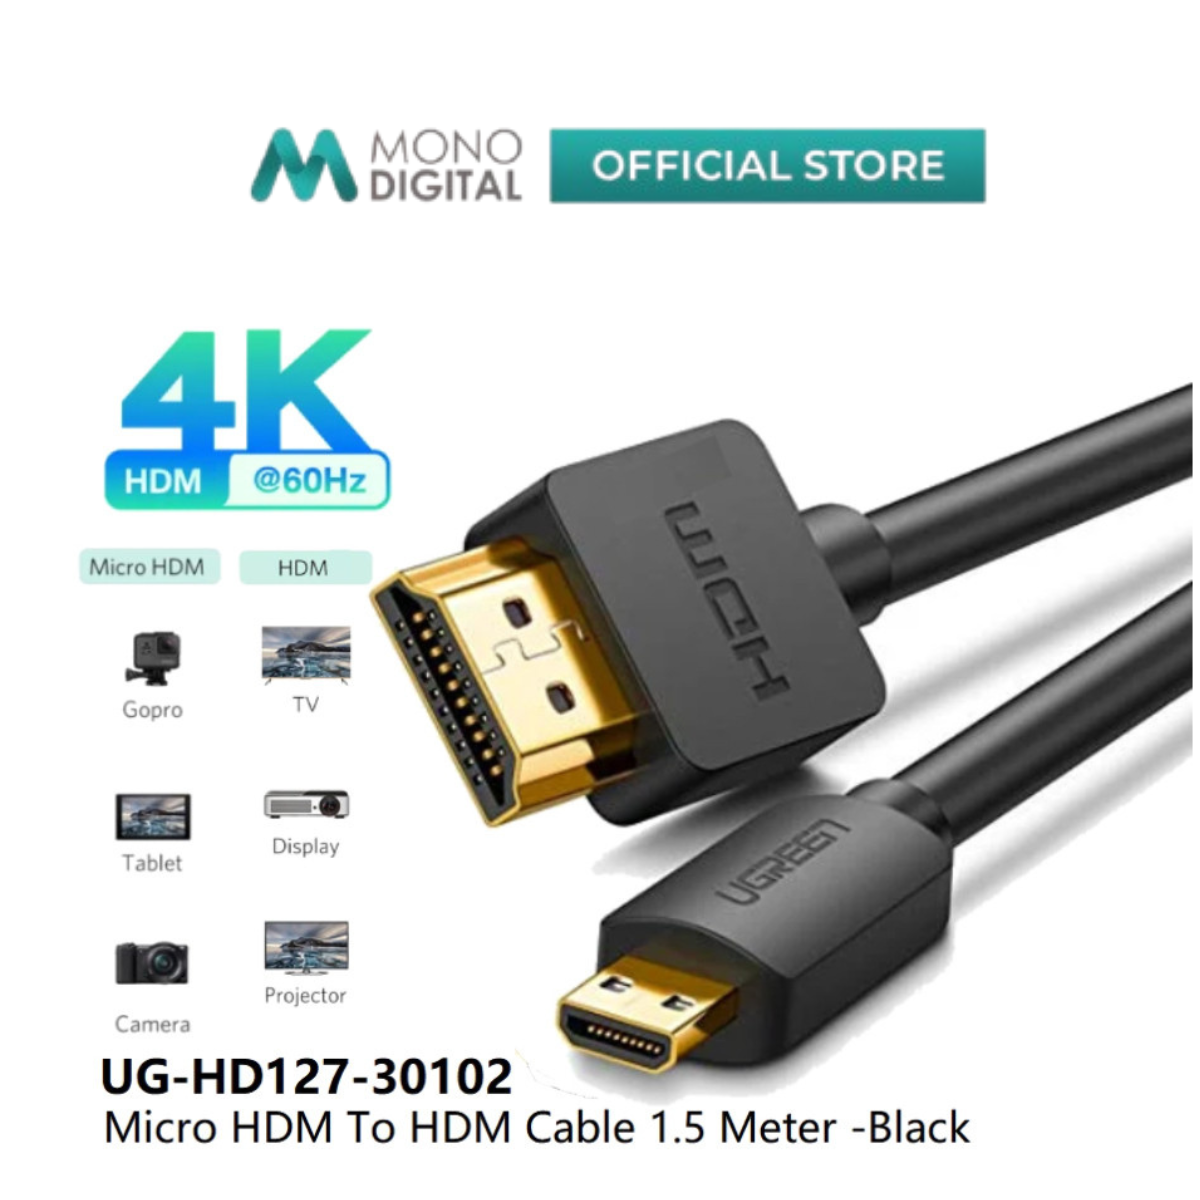 MONO
DIGITAL
OFFICIAL STORE
4K
HDM @60Hz
Micro HDM HDM
Gopro TV
Tablet Display
Camera Projector
HDM
UGREEN
UG-HD127-30102
Micro HDM To HDM Cable 1.5 Meter -Black